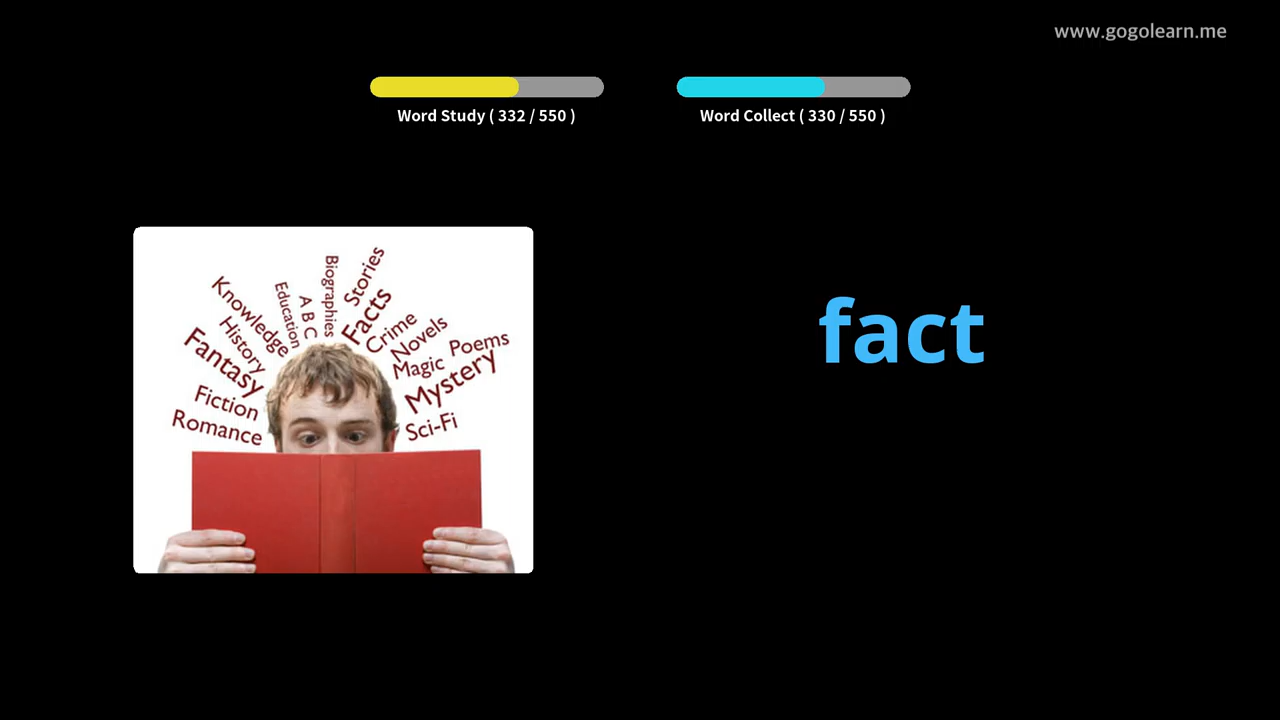 www.gogolearn.me
Word Study ( 332 / 550 )
Word Collect ( 330 / 550 )
fact
Romance
Fiction
Fantasy
History
Knowledge
Education
A B C
Biographies
Stories
Facts
Crime
Novels
Magic
Poems
Mystery
Sci-Fi